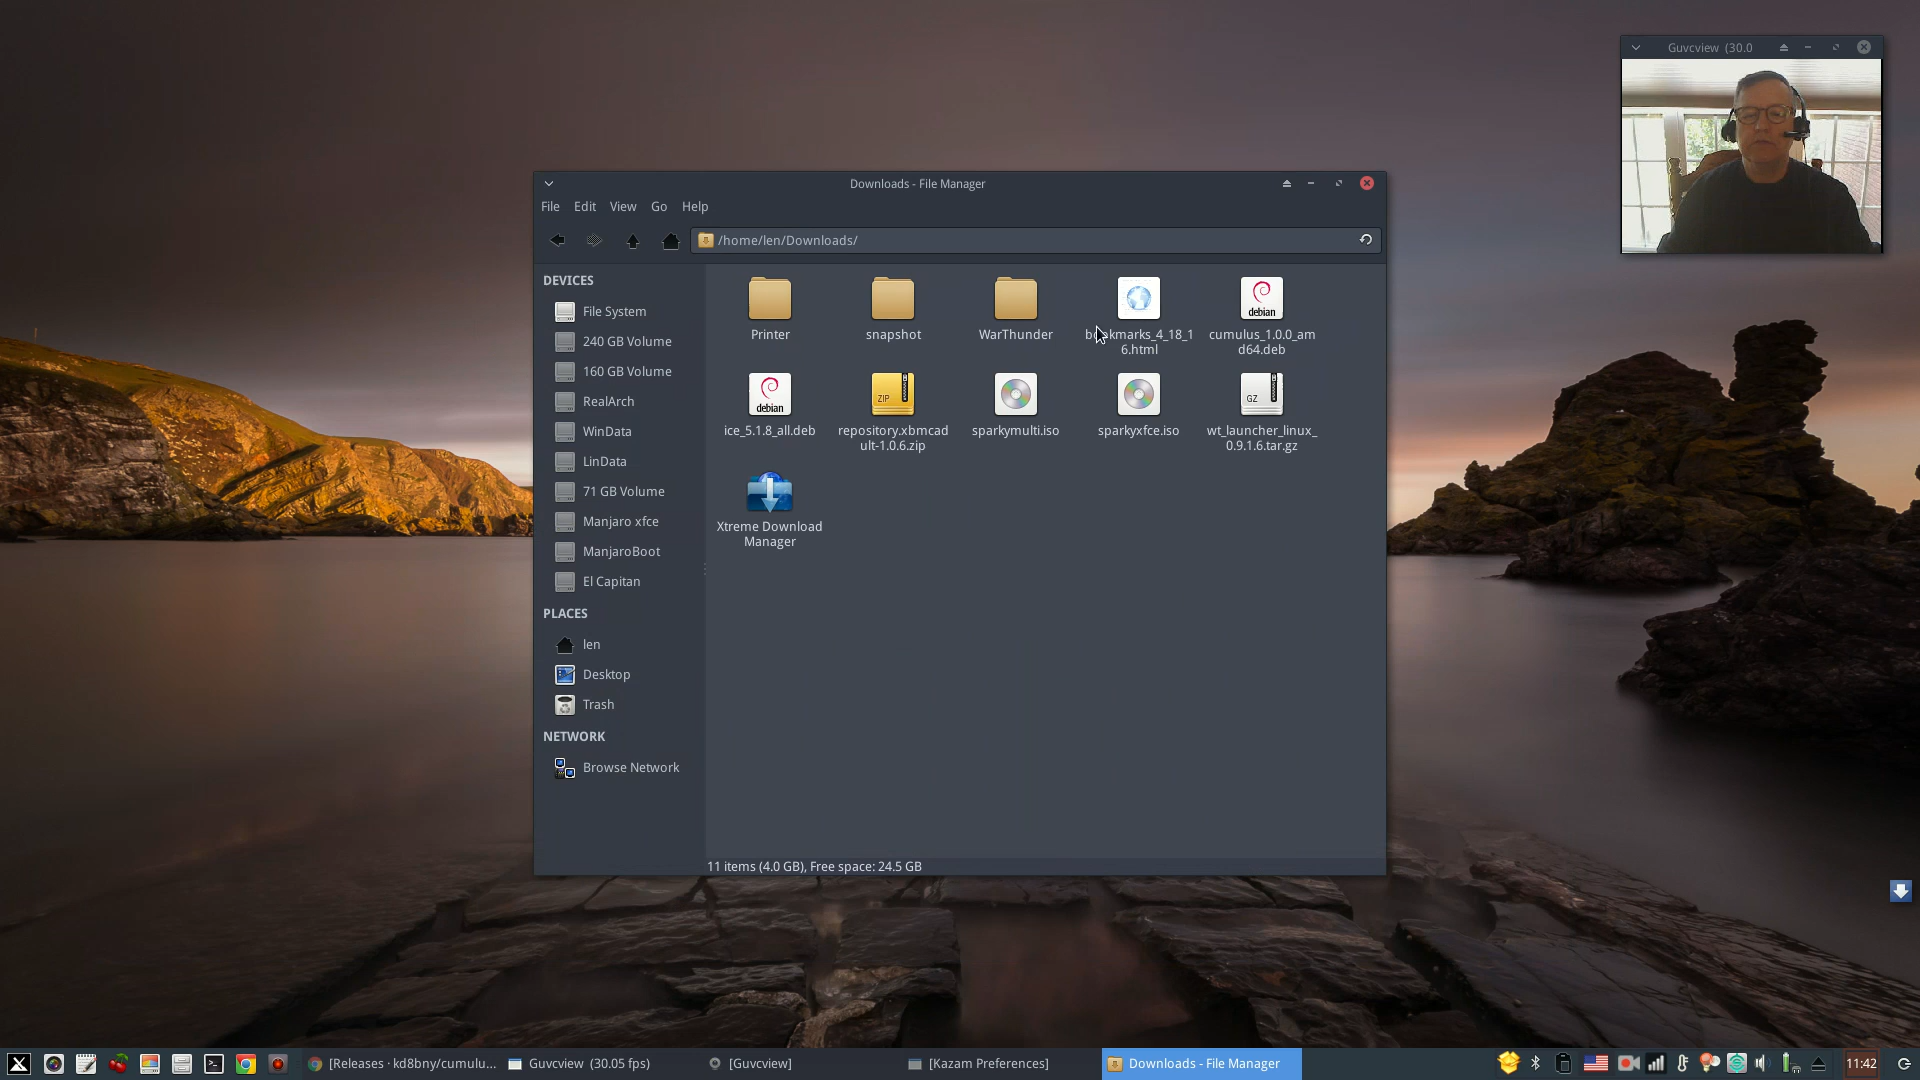 Guvcview (30.0
Downloads - File Manager
File Edit View Go Help
/home/len/Downloads/
DEVICES
File System
240 GB Volume
160 GB Volume
RealArch
WinData
LinData
71 GB Volume
Manjaro xfce
ManjaroBoot
El Capitan
PLACES
len
Desktop
Trash
NETWORK
Browse Network
Printer
snapshot
WarThunder
6.html
debian
cumulus_1.0.0_am
d64.deb
debian
ice_5.1.8_all.deb
ZIP
repository.xbmcad
ult-1.0.6.zip
sparkymulti.iso
sparkyxfce.iso
GZ
wt_launcher_linux_
0.9.1.6.tar.gz
Xtreme Download
Manager
11 items (4.0 GB), Free space: 24.5 GB
[Releases · kd8bny/cumulu...
Guvcview (30.05 fps)
[Guvcview]
[Kazam Preferences]
Downloads - File Manager
11:42